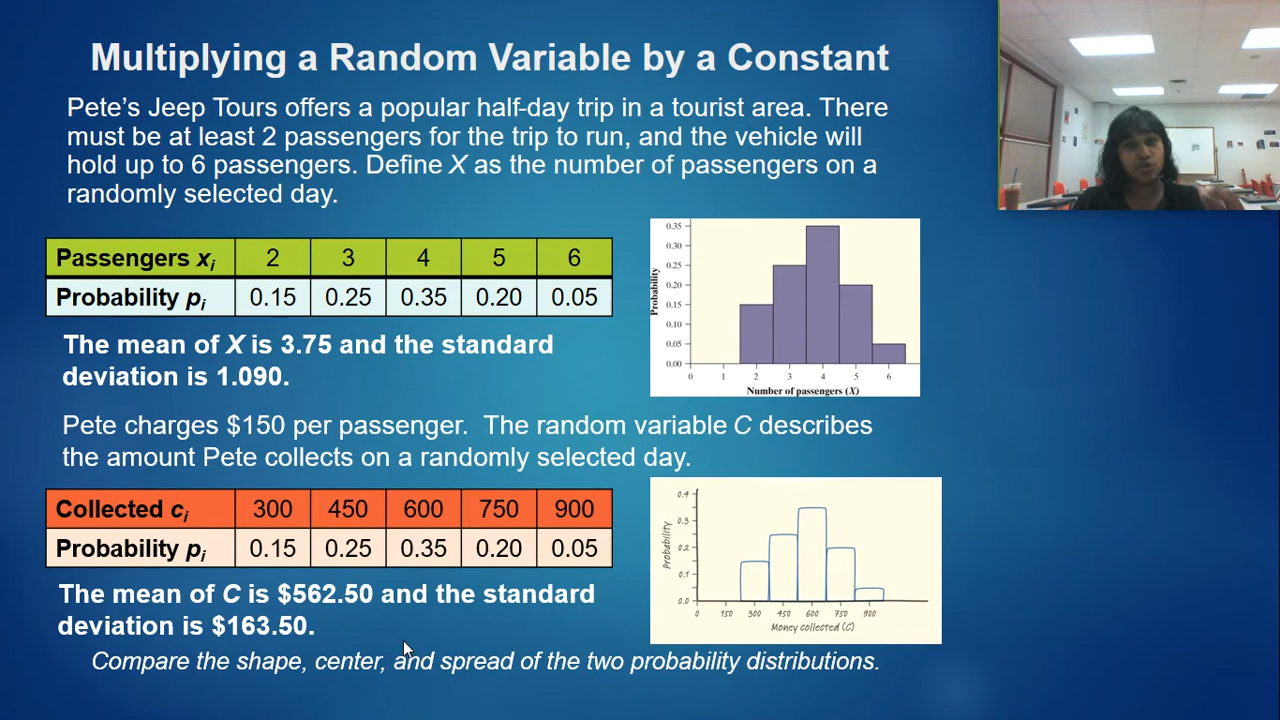 Multiplying a Random Variable by a Constant
Pete's Jeep Tours offers a popular half-day trip in a tourist area. There
must be at least 2 passengers for the trip to run, and the vehicle will
hold up to 6 passengers. Define X as the number of passengers on a
randomly selected day.
Passengers xi 2 3 4 5 6
Probability pi 0.15 0.25 0.35 0.20 0.05
0.35
0.30
0.25
0.20
0.15
0.10
0.05
0.00
Probability
0 1 2 3 4 5 6
Number of passengers (X)
The mean of X is 3.75 and the standard
deviation is 1.090.
Pete charges $150 per passenger. The random variable C describes
the amount Pete collects on a randomly selected day.
Collected ci 300 450 600 750 900
Probability pi 0.15 0.25 0.35 0.20 0.05
0.4
0.3
0.2
0.1
0.0
Probability
0 150 300 450 600 750 900
Money collected (C)
The mean of C is $562.50 and the standard
deviation is $163.50.
Compare the shape, center, and spread of the two probability distributions.